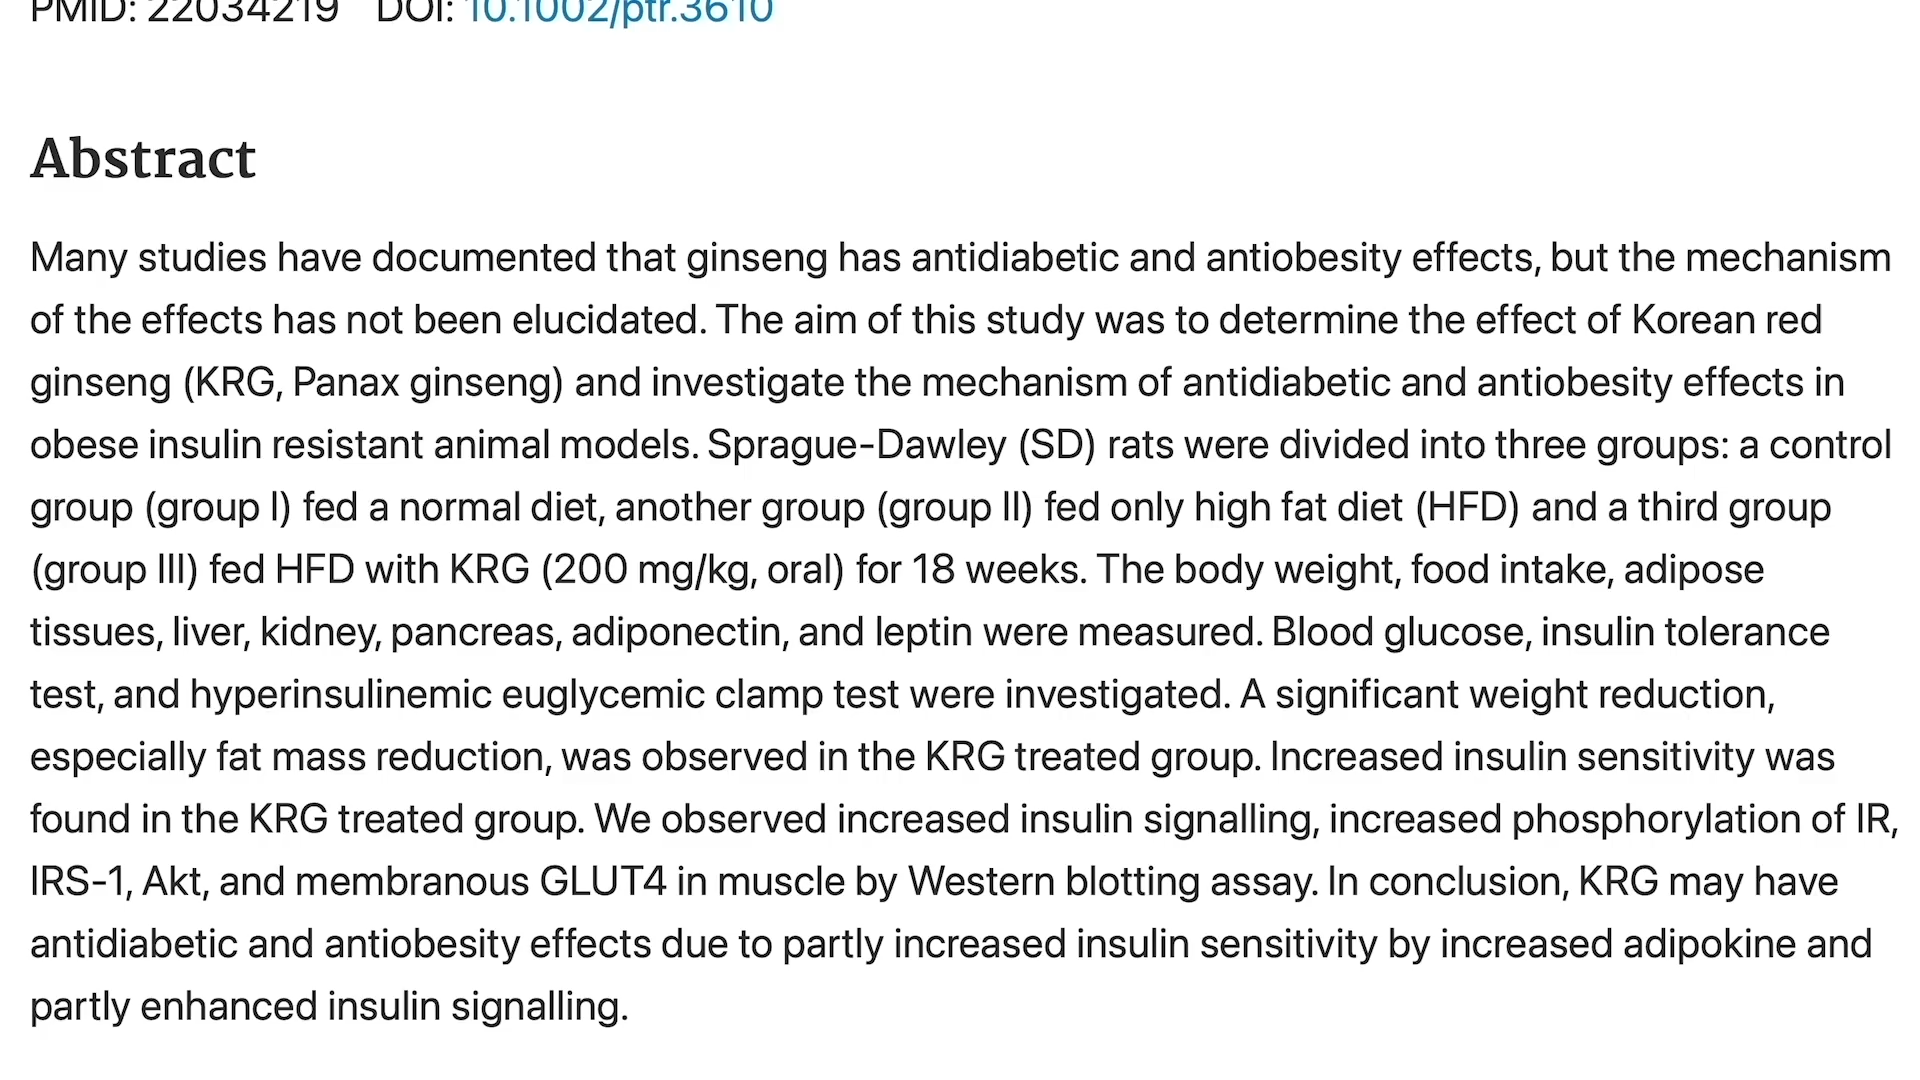 PMID: 22034219 DOI: 10.1002/ptr.3610
Abstract
Many studies have documented that ginseng has antidiabetic and antiobesity effects, but the mechanism
of the effects has not been elucidated. The aim of this study was to determine the effect of Korean red
ginseng (KRG, Panax ginseng) and investigate the mechanism of antidiabetic and antiobesity effects in
obese insulin resistant animal models. Sprague-Dawley (SD) rats were divided into three groups: a control
group (group I) fed a normal diet, another group (group II) fed only high fat diet (HFD) and a third group
(group III) fed HFD with KRG (200 mg/kg, oral) for 18 weeks. The body weight, food intake, adipose
tissues, liver, kidney, pancreas, adiponectin, and leptin were measured. Blood glucose, insulin tolerance
test, and hyperinsulinemic euglycemic clamp test were investigated. A significant weight reduction,
especially fat mass reduction, was observed in the KRG treated group. Increased insulin sensitivity was
found in the KRG treated group. We observed increased insulin signalling, increased phosphorylation of IR,
IRS-1, Akt, and membranous GLUT4 in muscle by Western blotting assay. In conclusion, KRG may have
antidiabetic and antiobesity effects due to partly increased insulin sensitivity by increased adipokine and
partly enhanced insulin signalling.